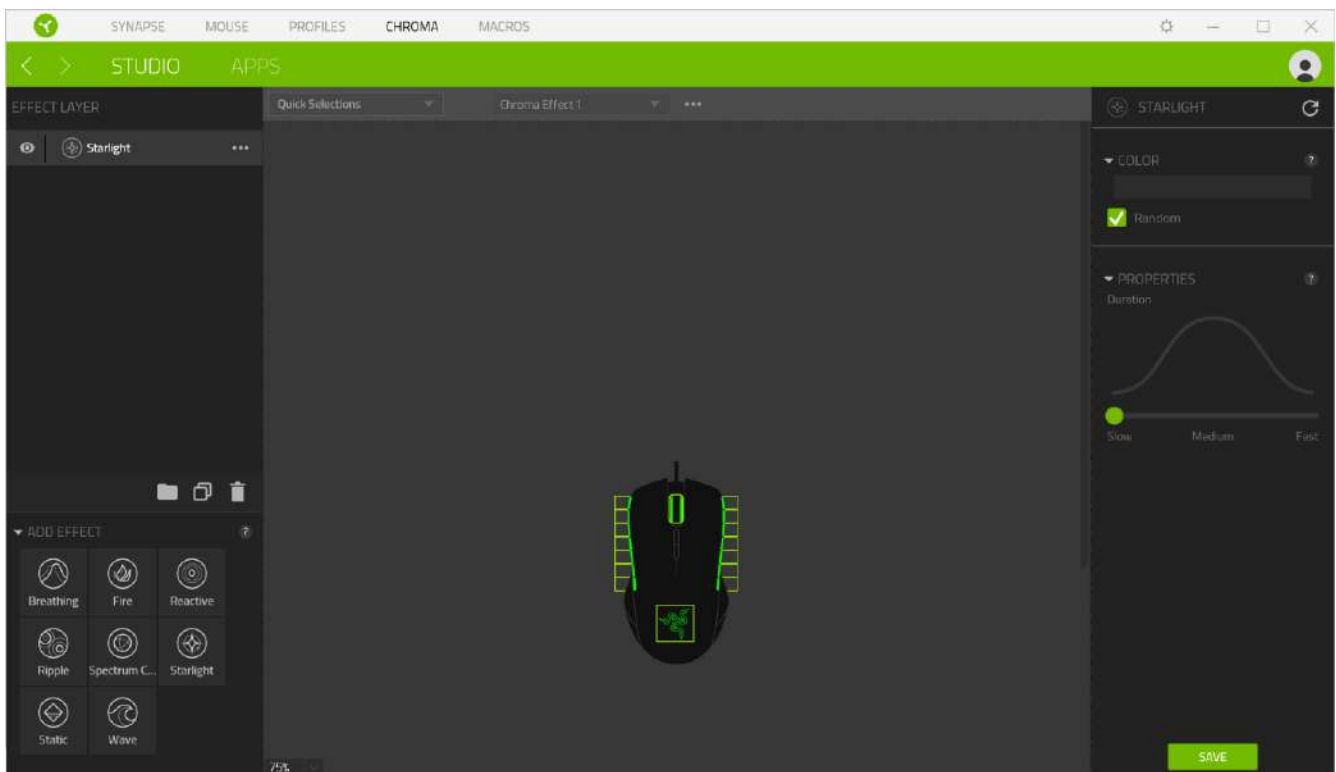 SYNAPSE MOUSE PROFILES CHROMA MACROS
STUDIO APPS
EFFECT LAYER
Quick Selections
Chroma Effect 1
STARLIGHT
Starlight
COLOR ?
Random
PROPERTIES ?
Duration
Slow Medium Fast
ADD EFFECT ?
Breathing Fire Reactive
Ripple Spectrum C... Starlight
Static Wave
75%
SAVE